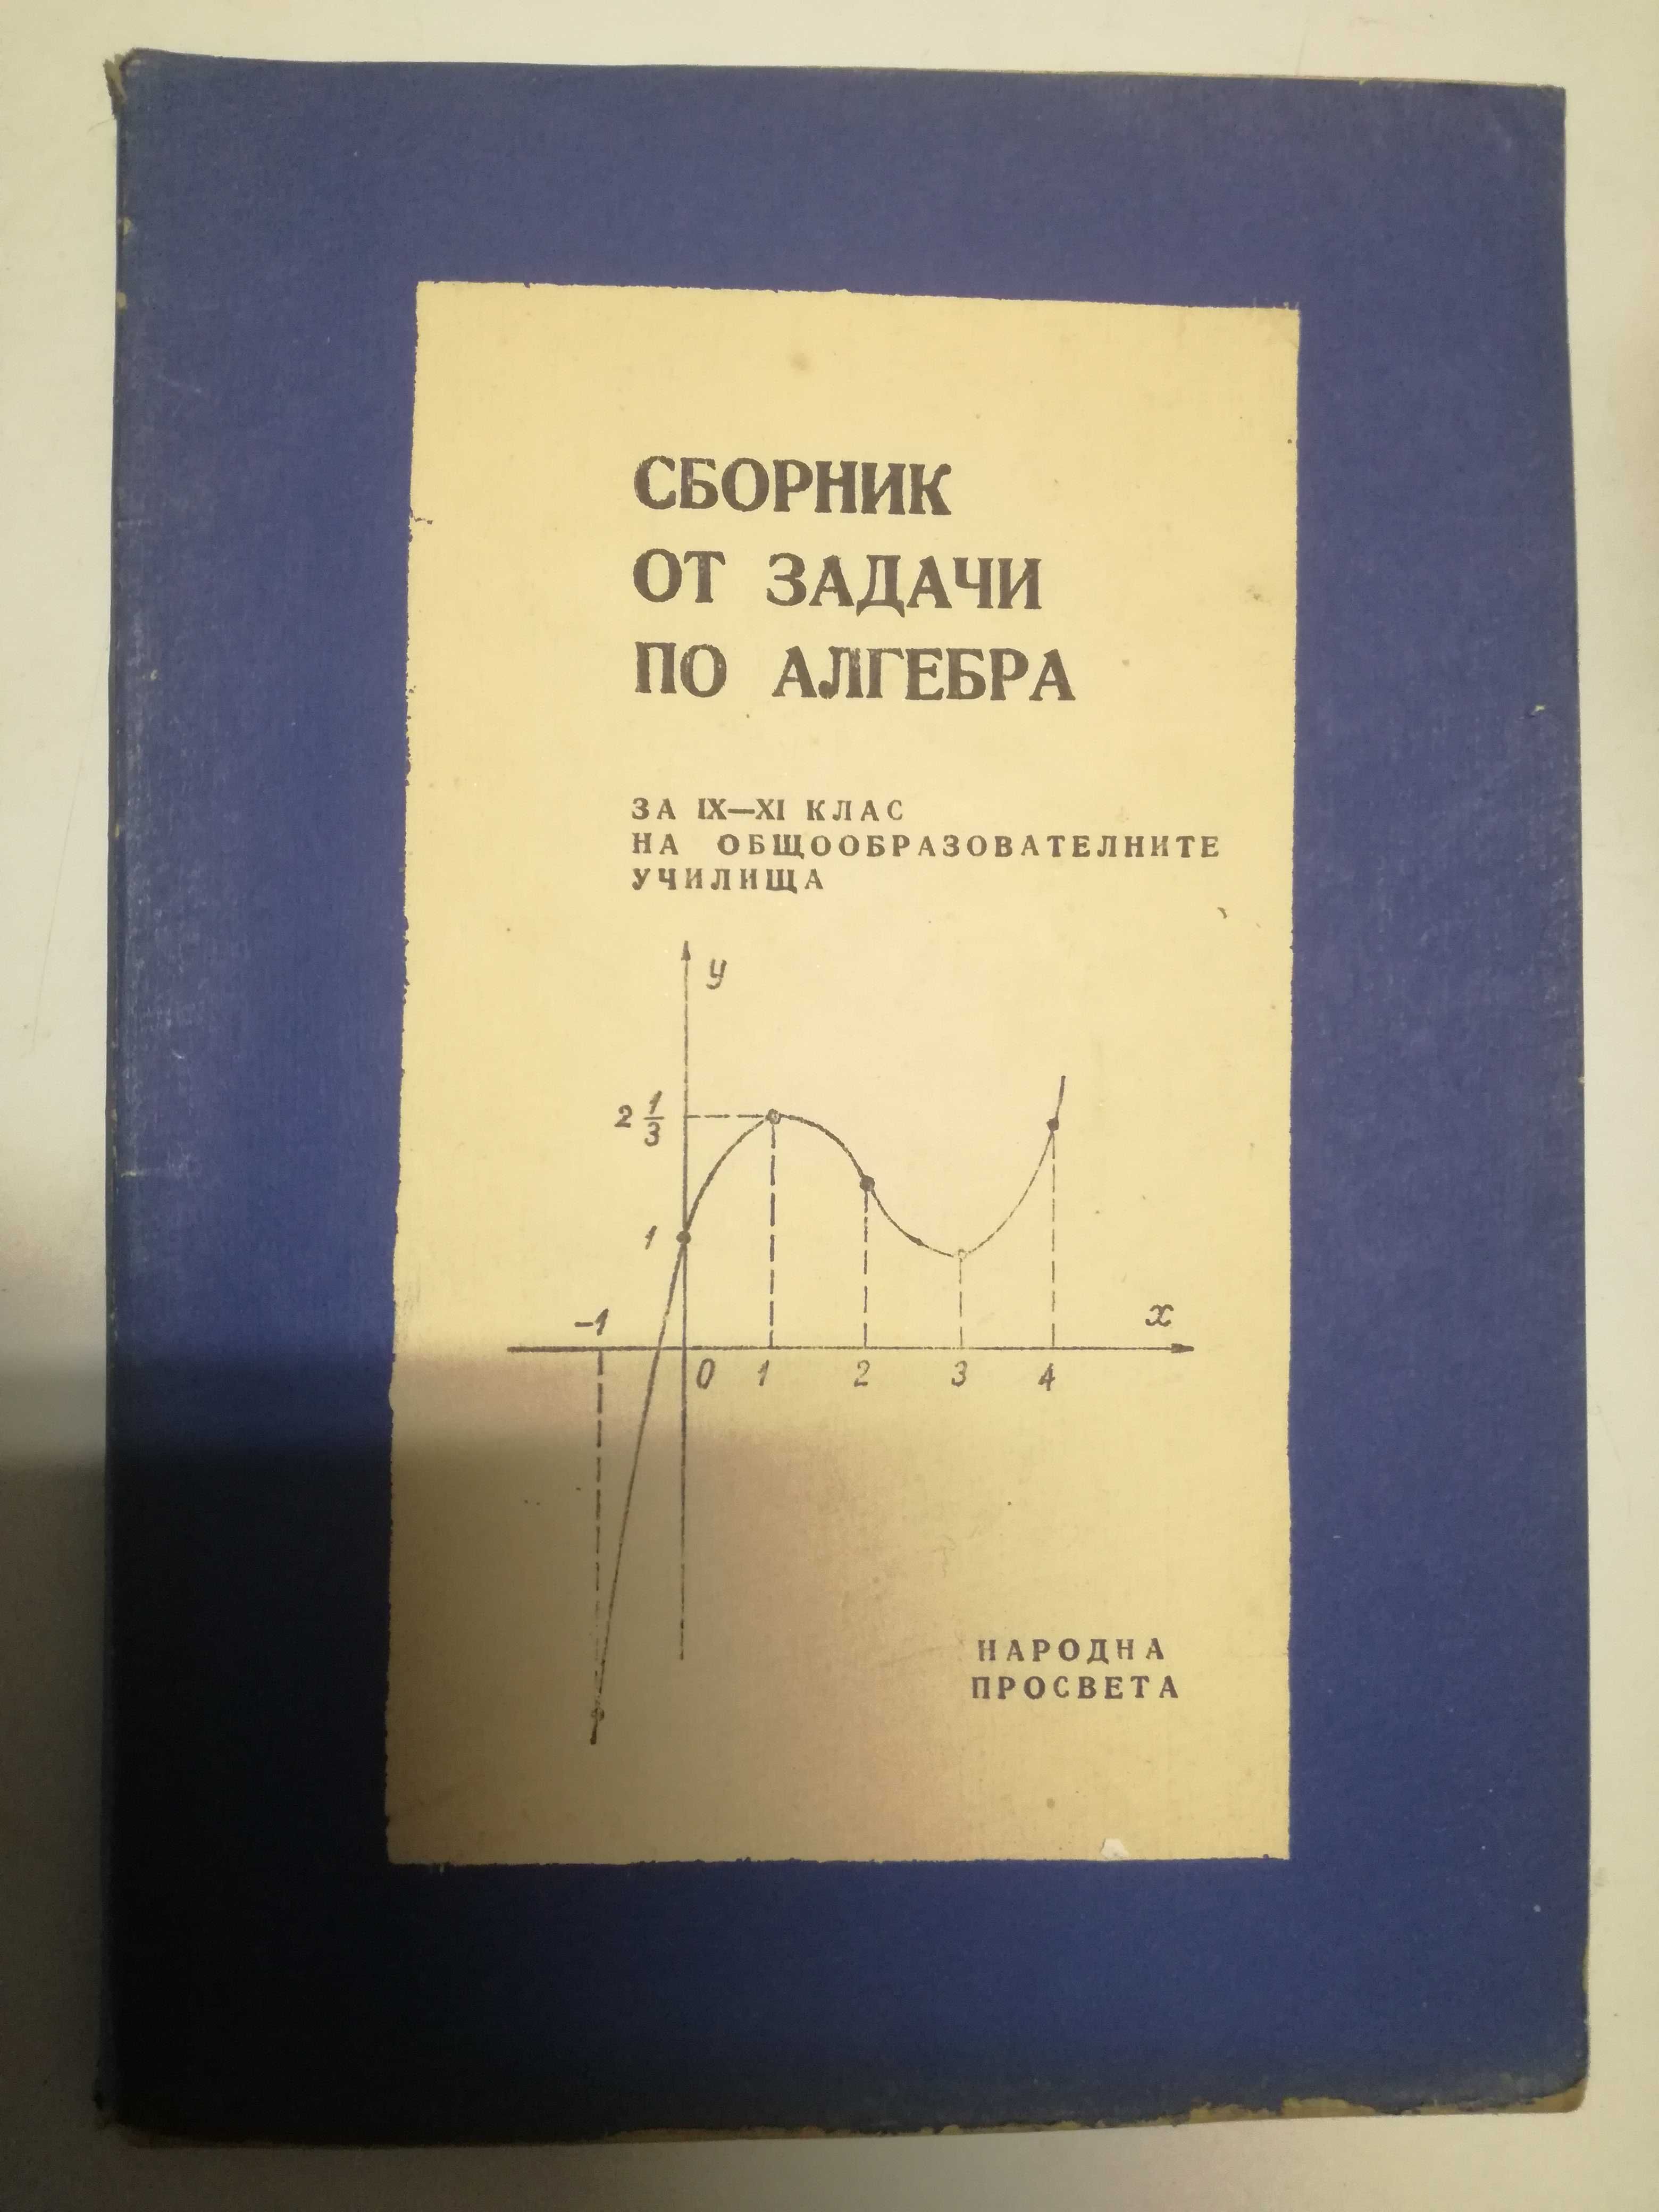 СБОРНИК
ОТ ЗАДАЧИ
ПО АЛГЕБРА
ЗА IX—XI КЛАС
НА ОБЩООБРАЗОВАТЕЛНИТЕ
УЧИЛИЩА
y
2 1/3
1
-1
x
0 1 2 3 4
НАРОДНА
ПРОСВЕТА